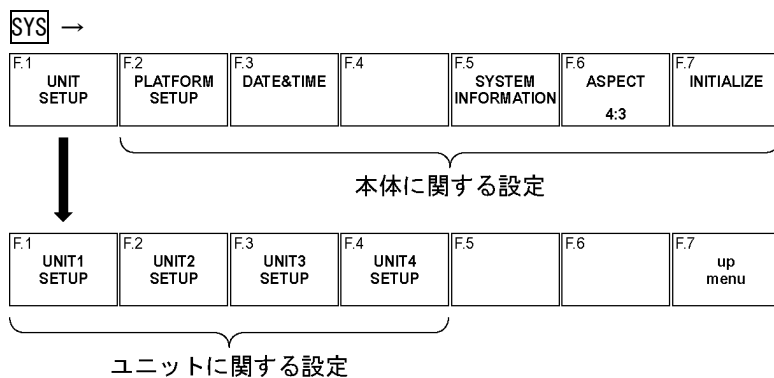 SYS →
F.1 F.2 F.3 F.4 F.5 F.6 F.7
UNIT PLATFORM DATE&TIME SYSTEM ASPECT INITIALIZE
SETUP SETUP INFORMATION
4:3
本体に関する設定
F.1 F.2 F.3 F.4 F.5 F.6 F.7
UNIT1 UNIT2 UNIT3 UNIT4 up
SETUP SETUP SETUP SETUP menu
ユニットに関する設定